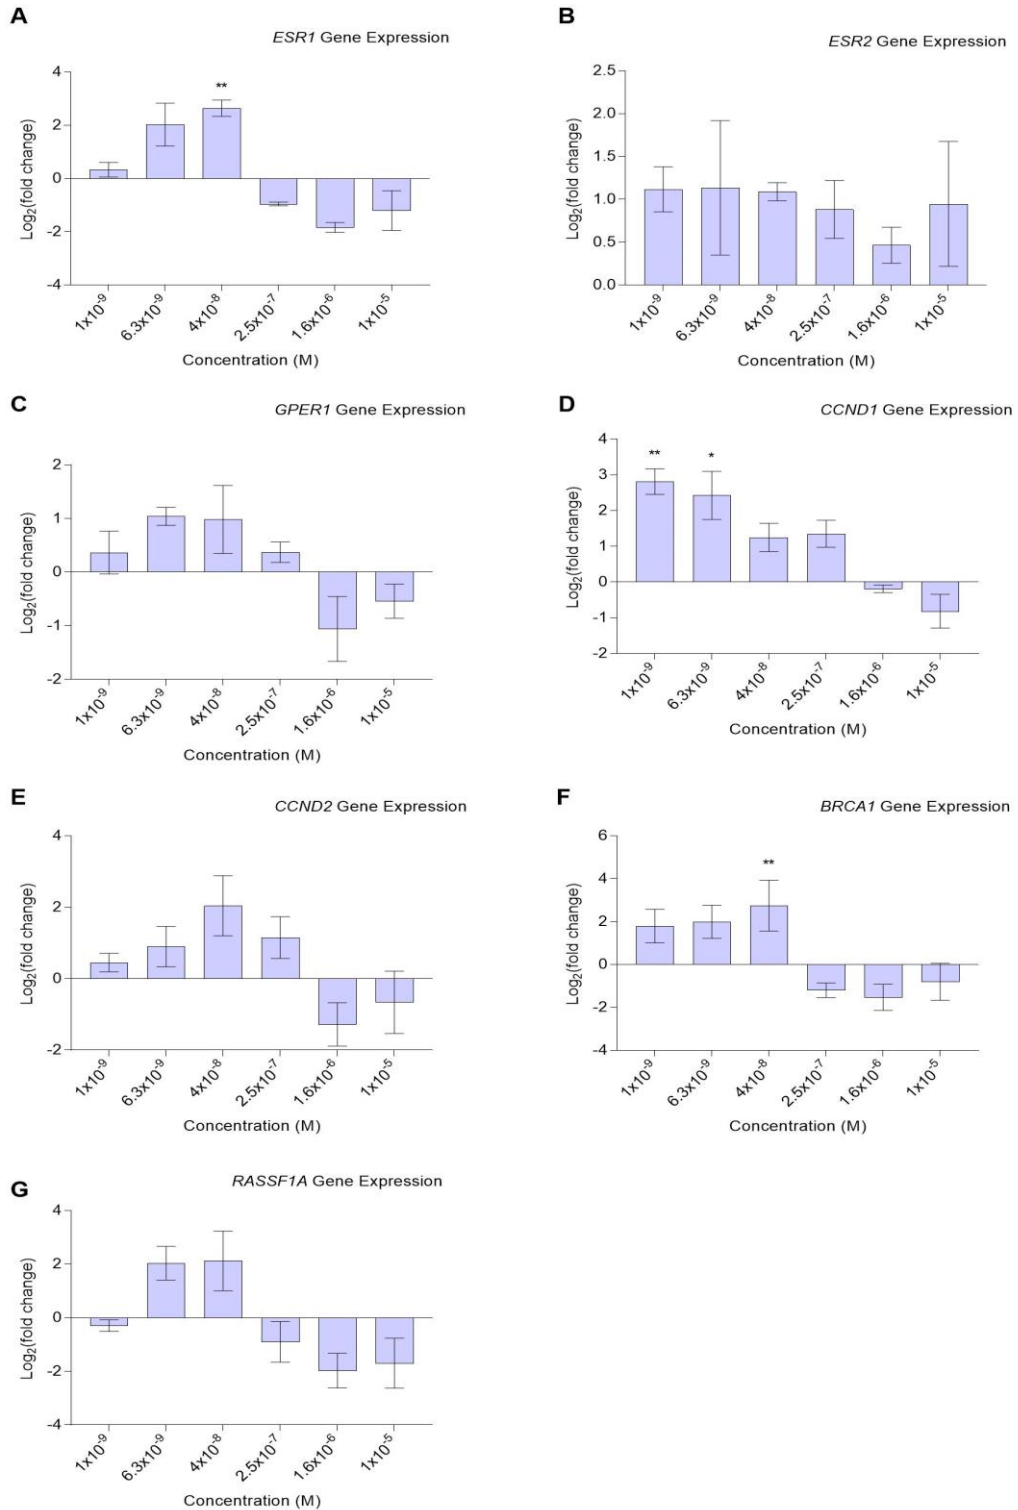 A
ESR1 Gene Expression
4
2
0
-2
-4
Log₂(fold change)
**
1x10⁻⁹
6.3x10⁻⁹
4x10⁻⁸
2.5x10⁻⁷
1.6x10⁻⁶
1x10⁻⁵
Concentration (M)
B
ESR2 Gene Expression
2.5
2.0
1.5
1.0
0.5
0.0
Log₂(fold change)
1x10⁻⁹
6.3x10⁻⁹
4x10⁻⁸
2.5x10⁻⁷
1.6x10⁻⁶
1x10⁻⁵
Concentration (M)
C
GPER1 Gene Expression
2
1
0
-1
-2
Log₂(fold change)
1x10⁻⁹
6.3x10⁻⁹
4x10⁻⁸
2.5x10⁻⁷
1.6x10⁻⁶
1x10⁻⁵
Concentration (M)
D
CCND1 Gene Expression
4
3
2
1
0
-1
-2
Log₂(fold change)
**
*
1x10⁻⁹
6.3x10⁻⁹
4x10⁻⁸
2.5x10⁻⁷
1.6x10⁻⁶
1x10⁻⁵
Concentration (M)
E
CCND2 Gene Expression
4
2
0
-2
Log₂(fold change)
1x10⁻⁹
6.3x10⁻⁹
4x10⁻⁸
2.5x10⁻⁷
1.6x10⁻⁶
1x10⁻⁵
Concentration (M)
F
BRCA1 Gene Expression
6
4
2
0
-2
-4
Log₂(fold change)
**
1x10⁻⁹
6.3x10⁻⁹
4x10⁻⁸
2.5x10⁻⁷
1.6x10⁻⁶
1x10⁻⁵
Concentration (M)
G
RASSF1A Gene Expression
4
2
0
-2
-4
Log₂(fold change)
1x10⁻⁹
6.3x10⁻⁹
4x10⁻⁸
2.5x10⁻⁷
1.6x10⁻⁶
1x10⁻⁵
Concentration (M)